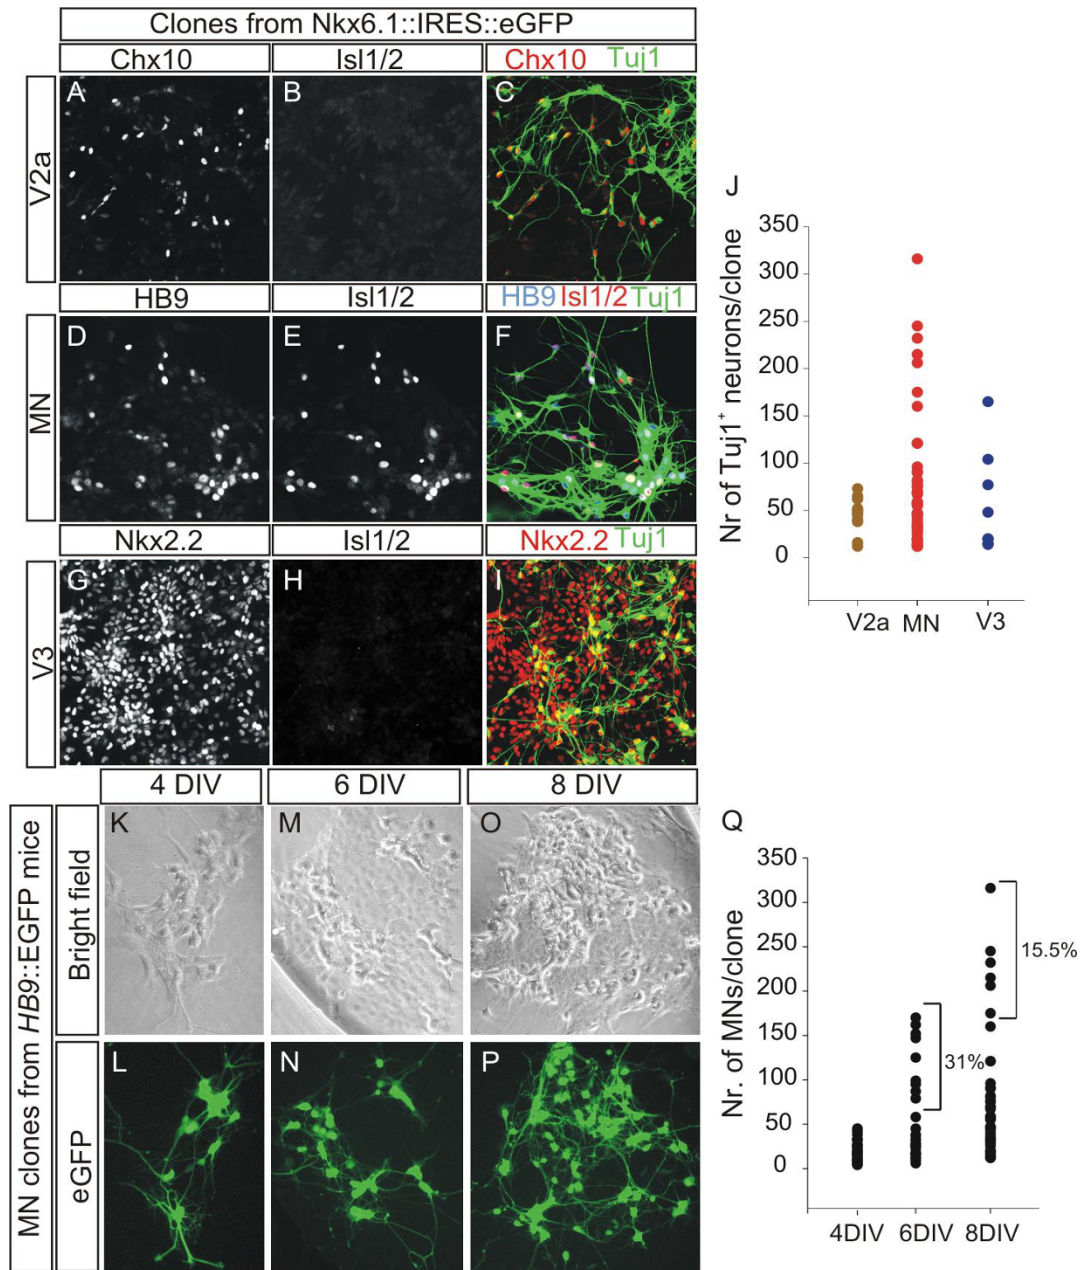 Clones from Nkx6.1::IRES::eGFP
Chx10 Isl1/2 Chx10 Tuj1
V2a
A B C
HB9 Isl1/2 HB9 Isl1/2 Tuj1
MN
D E F
Nkx2.2 Isl1/2 Nkx2.2 Tuj1
V3
G H I
J
Nr of Tuj1+ neurons/clone
350
300
250
200
150
100
50
0
V2a MN V3
4 DIV 6 DIV 8 DIV
MN clones from HB9::EGFP mice
Bright field
K M O
eGFP
L N P
Q
Nr. of MNs/clone
350
300
250
200
150
100
50
0
31%
15.5%
4DIV 6DIV 8DIV